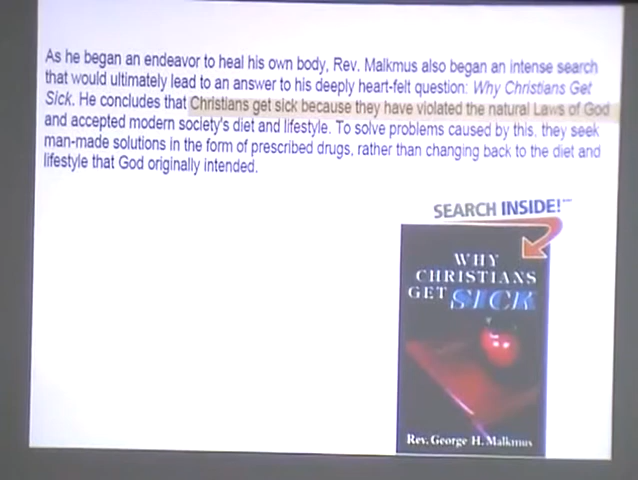 As he began an endeavor to heal his own body, Rev. Malkmus also began an intense search
that would ultimately lead to an answer to his deeply heart-felt question: Why Christians Get
Sick. He concludes that Christians get sick because they have violated the natural Laws of God
and accepted modern society's diet and lifestyle. To solve problems caused by this, they seek
man-made solutions in the form of prescribed drugs, rather than changing back to the diet and
lifestyle that God originally intended.
SEARCH INSIDE!™
WHY
CHRISTIANS
GET SICK
Rev. George H. Malkmus